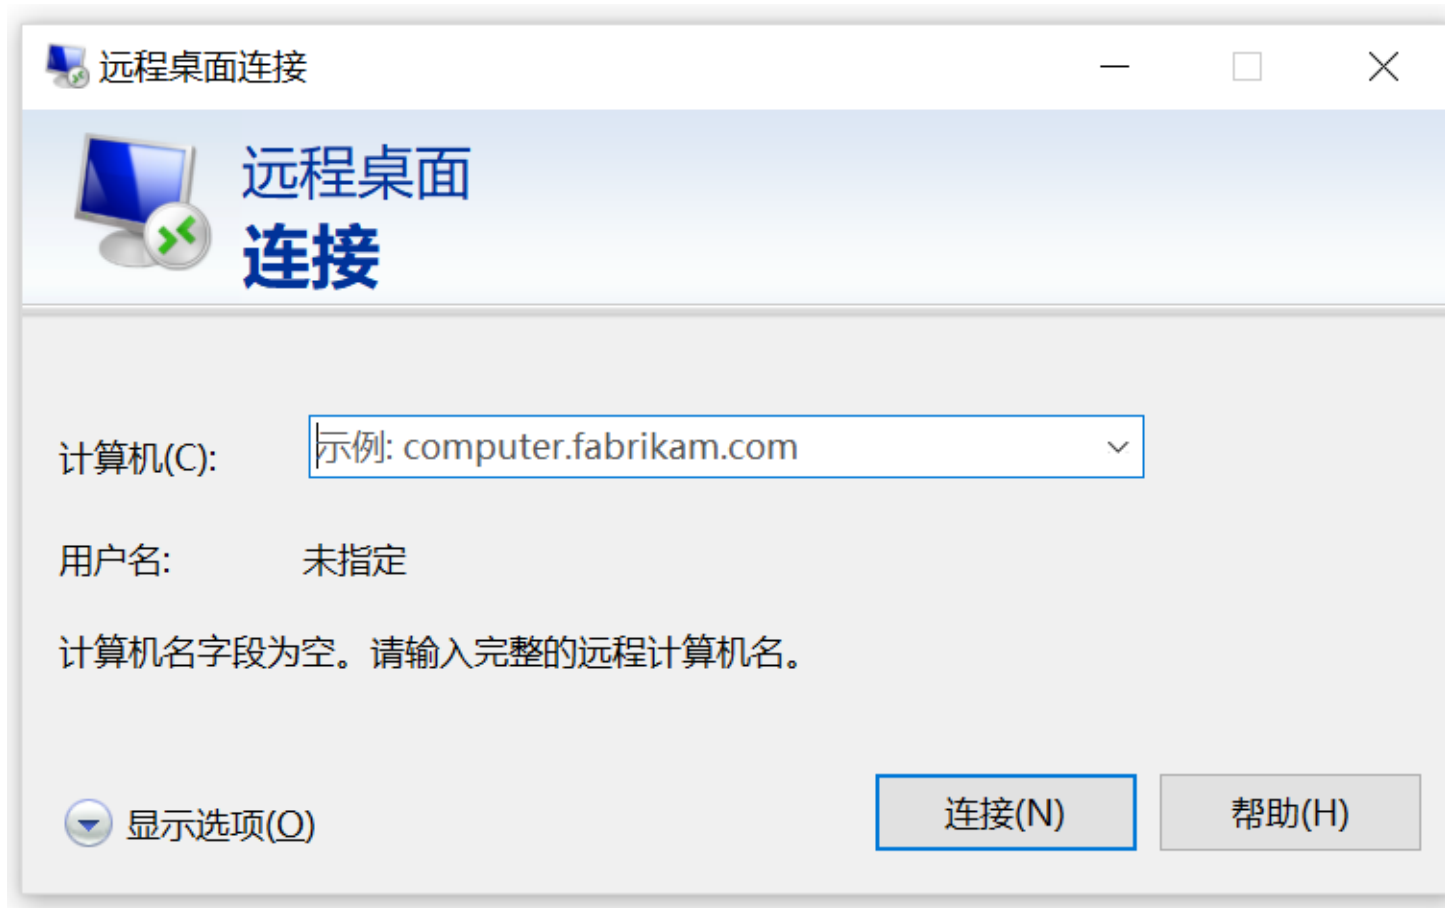 远程桌面连接
远程桌面
连接
计算机(C): 示例: computer.fabrikam.com
用户名: 未指定
计算机名字段为空。请输入完整的远程计算机名。
显示选项(O) 连接(N) 帮助(H)